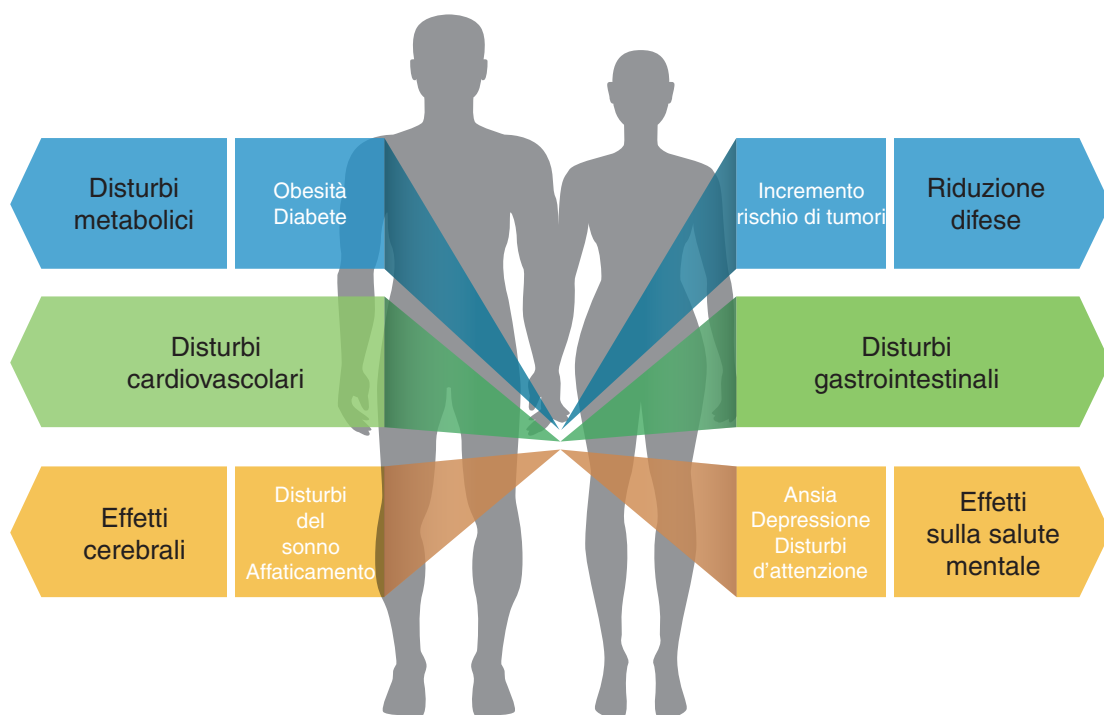 Disturbi
metabolici
Obesità
Diabete
Incremento
rischio di tumori
Riduzione
difese
Disturbi
cardiovascolari
Disturbi
gastrointestinali
Effetti
cerebrali
Disturbi
del
sonno
Affaticamento
Ansia
Depressione
Disturbi
d’attenzione
Effetti
sulla salute
mentale